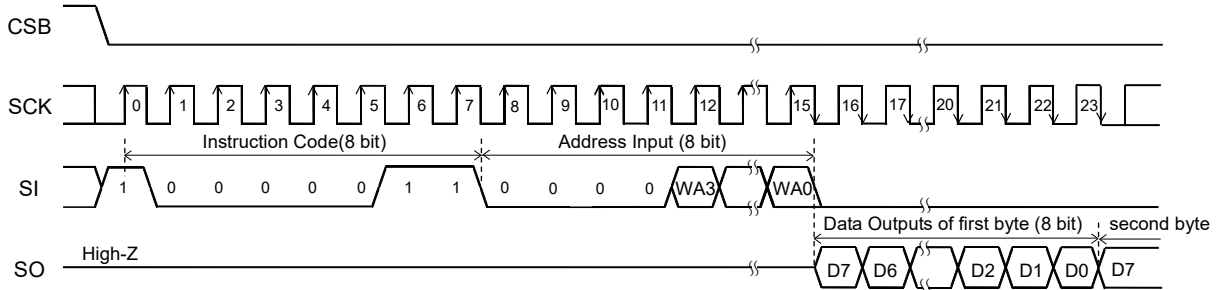 CSB
SCK 0 1 2 3 4 5 6 7 8 9 10 11 12 15 16 17 20 21 22 23
Instruction Code(8 bit) Address Input (8 bit)
SI 1 0 0 0 0 0 1 1 0 0 0 0 WA3 WA0
Data Outputs of first byte (8 bit) second byte
High-Z
SO D7 D6 D2 D1 D0 D7